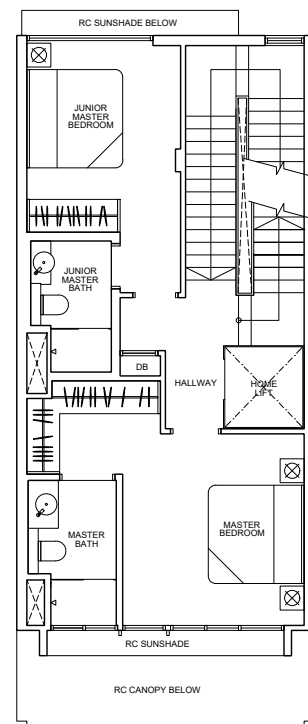 RC SUNSHADE BELOW
JUNIOR
MASTER
BEDROOM
JUNIOR
MASTER
BATH
DB
HALLWAY
HOME
LIFT
MASTER
BATH
MASTER
BEDROOM
RC SUNSHADE
RC CANOPY BELOW